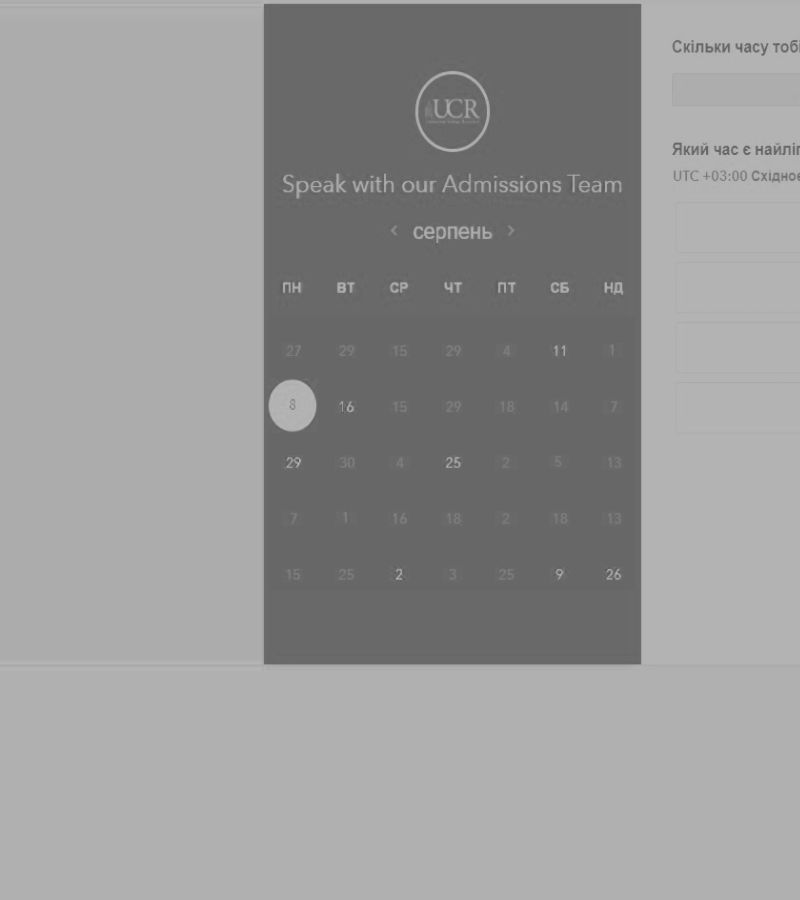 UCR
Speak with our Admissions Team
‹ серпень ›
ПН ВТ СР ЧТ ПТ СБ НД
27 29 15 29 4 11 1
8 16 15 29 18 14 7
29 30 4 25 2 5 13
7 1 16 18 2 18 13
15 25 2 3 25 9 26
Скільки часу тобі
Який час є найліп
UTC +03:00 Східноє